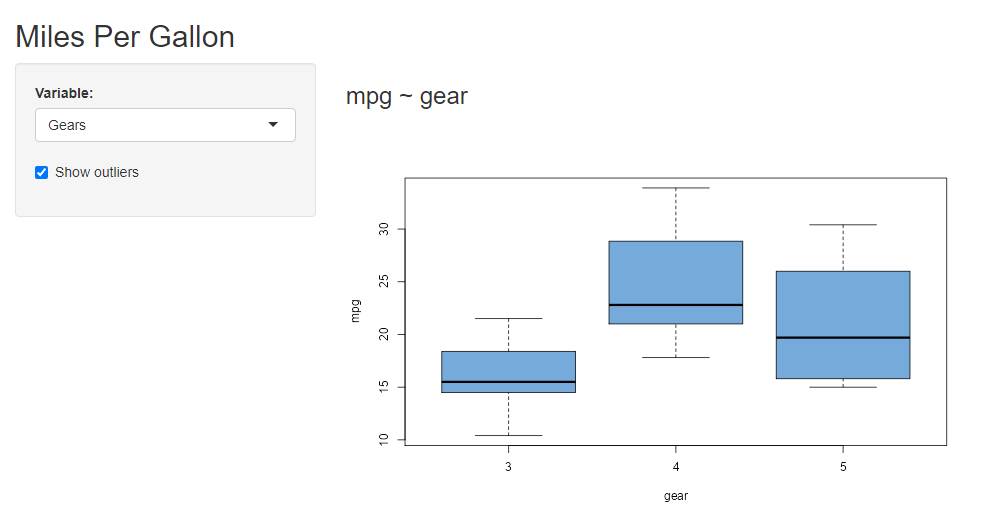 Miles Per Gallon
Variable:
Gears
Show outliers
mpg ~ gear
mpg
30
25
20
15
10
3
4
5
gear